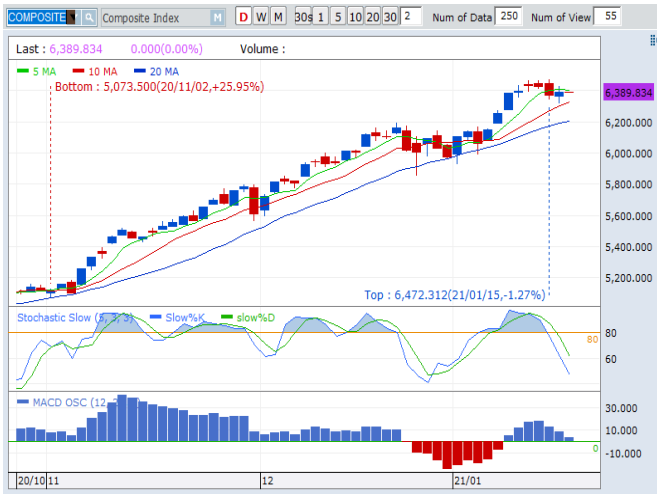 COMPOSITE Composite Index M D W M 30s 1 5 10 20 30 2 Num of Data 250 Num of View 55
Last : 6,389.834 0.000(0.00%) Volume :
5 MA 10 MA 20 MA
Bottom : 5,073.500(20/11/02,+25.95%)
6,389.834
6,200.000
6,000.000
5,800.000
5,600.000
5,400.000
5,200.000
Top : 6,472.312(21/01/15,-1.27%)
Stochastic Slow (5, 3, 3) Slow%K slow%D
80
80
60
MACD OSC (12,
30.000
10.000
0
-10.000
20/10 11 12 21/01